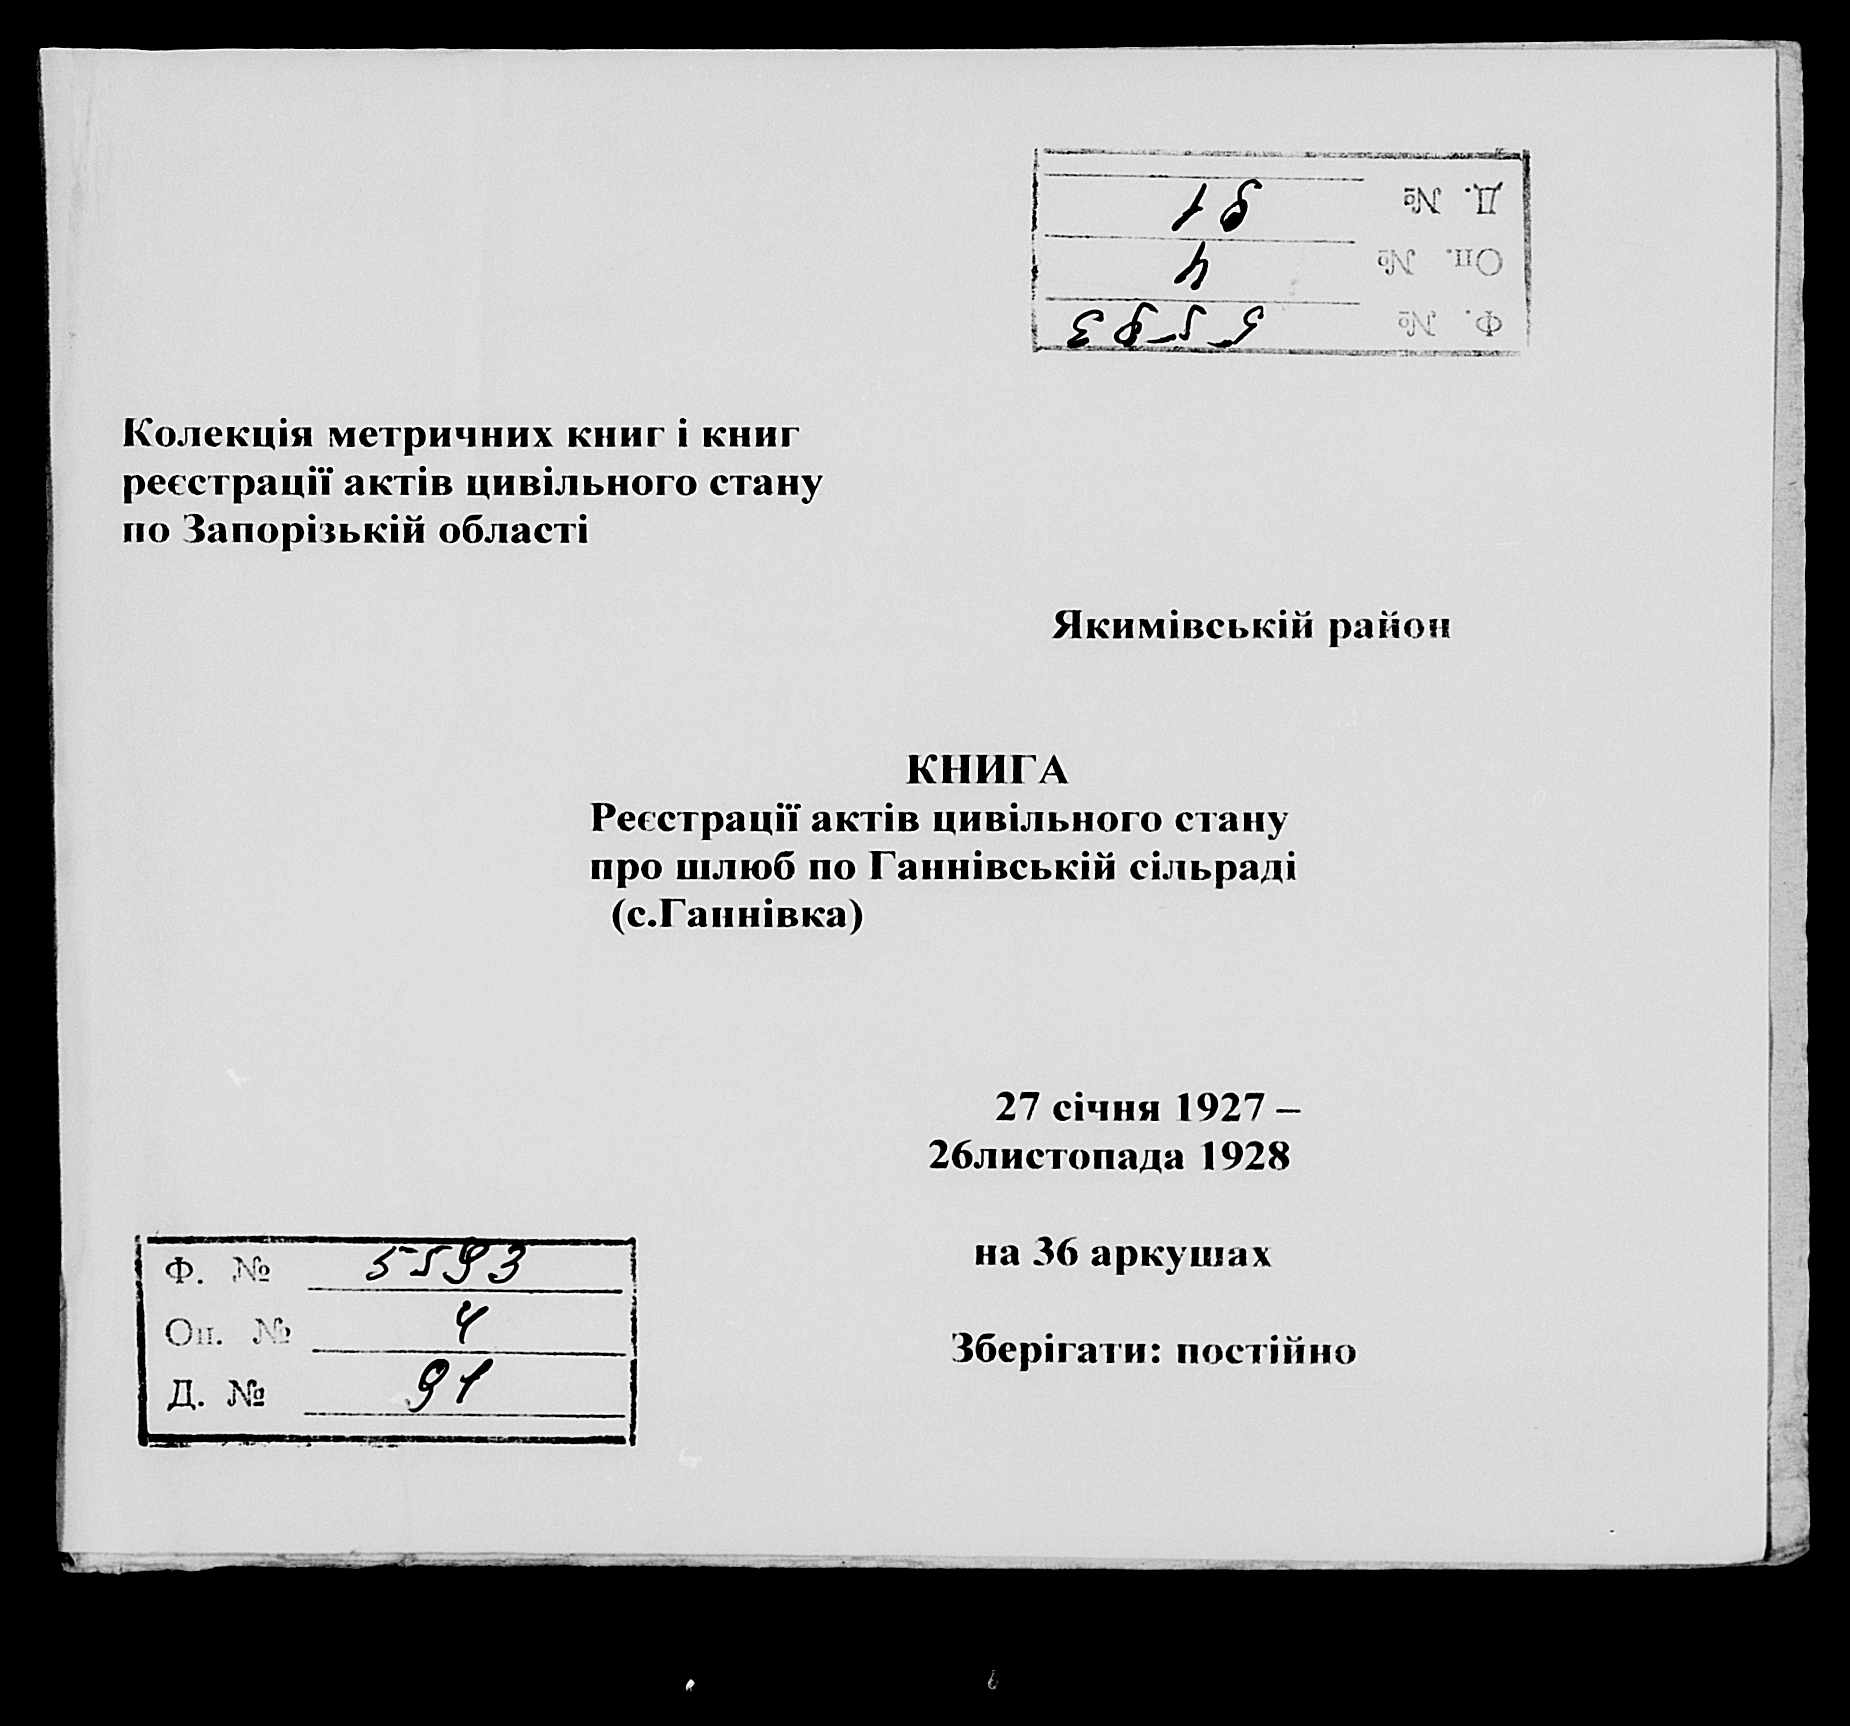 Д. № 91
Оп. № 4
Ф. № 5593
Колекція метричних книг і книг
реєстрації актів цивільного стану
по Запорізькій області
Якимівській район
КНИГА
Реєстрації актів цивільного стану
про шлюб по Ганнівській сільраді
(с.Ганнівка)
27 січня 1927 –
26листопада 1928
на 36 аркушах
Зберігати: постійно
Ф. № 5593
Оп. № 4
Д. № 91